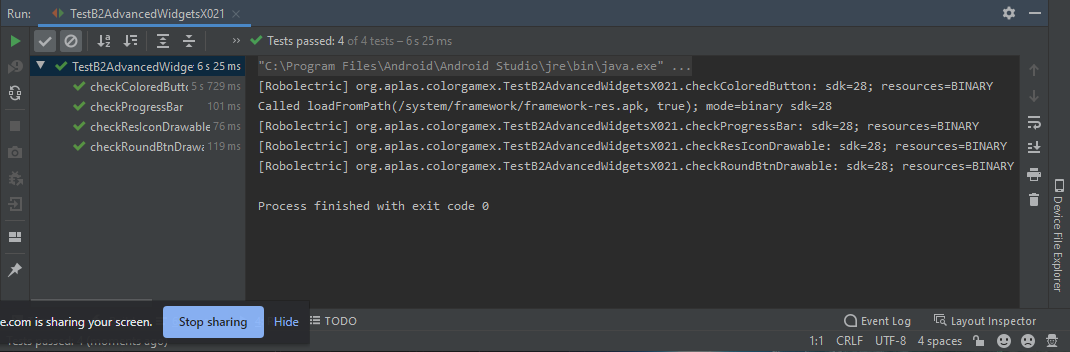 Run: TestB2AdvancedWidgetsX021
Tests passed: 4 of 4 tests – 6 s 25 ms
TestB2AdvancedWidge 6 s 25 ms
checkColoredButto 5 s 729 ms
checkProgressBar 101 ms
checkResIconDrawable 76 ms
checkRoundBtnDrawa 119 ms
"C:\Program Files\Android\Android Studio\jre\bin\java.exe" ...
[Robolectric] org.aplas.colorgamex.TestB2AdvancedWidgetsX021.checkColoredButton: sdk=28; resources=BINARY
Called loadFromPath(/system/framework/framework-res.apk, true); mode=binary sdk=28
[Robolectric] org.aplas.colorgamex.TestB2AdvancedWidgetsX021.checkProgressBar: sdk=28; resources=BINARY
[Robolectric] org.aplas.colorgamex.TestB2AdvancedWidgetsX021.checkResIconDrawable: sdk=28; resources=BINARY
[Robolectric] org.aplas.colorgamex.TestB2AdvancedWidgetsX021.checkRoundBtnDrawable: sdk=28; resources=BINARY
Process finished with exit code 0
Device File Explorer
e.com is sharing your screen. Stop sharing Hide
TODO
Event Log
Layout Inspector
Tests passed: (moments ago)
1:1 CRLF UTF-8 4 spaces